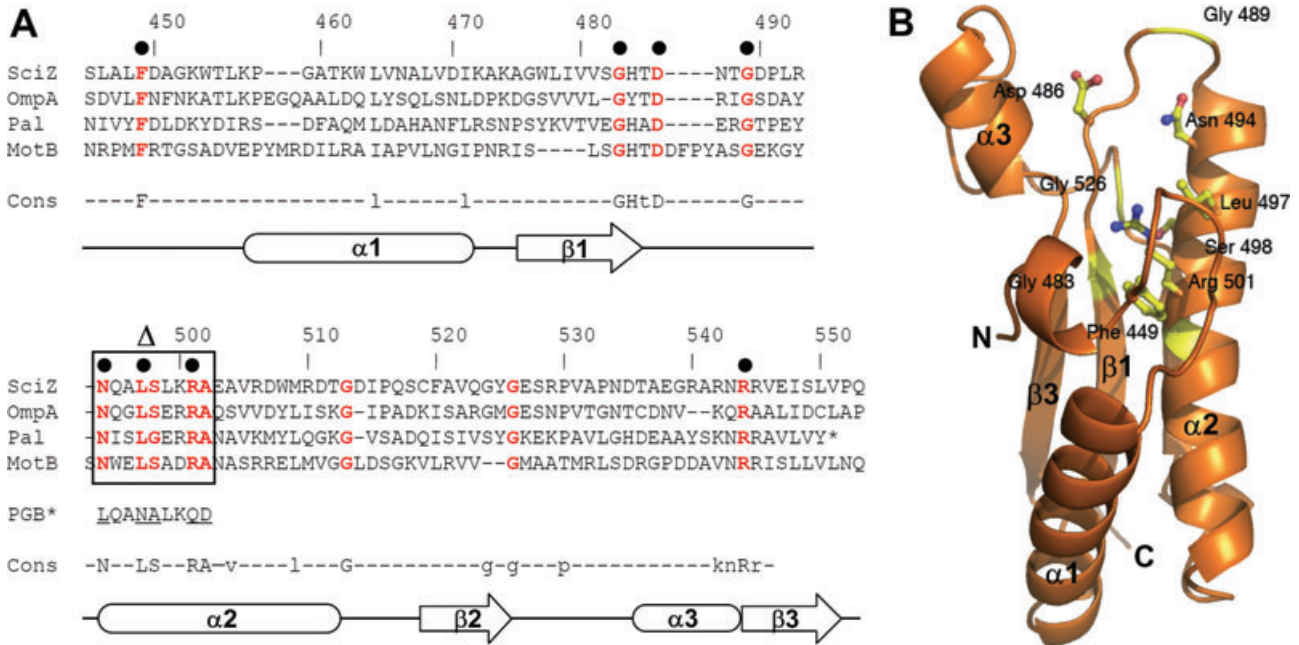 A
450 460 470 480 490
SciZ SLALFDAGKWTLKP---GATKWLVNALVDIKAKAGWLIVVSGHTD----NTGDPLR
OmpA SDVLFNFNKATLKPEGQAALDQLYSQLSNLDPKDGSVVVL-GYTD----RIGSDAY
Pal NIVYFDLDKYDIRS---DFAQMLDAHANFLRSNPSYKVTVEGHAD----ERGTPEY
MotB NRPMFRTGSADVEPYMRDILRAIAPVLNGIPNRIS----LSGHTDDFPYASGEKGY
Cons ----F-----------------l------l-----------GHtD-----G-----
α1 β1
Δ
500 510 520 530 540 550
SciZ -NQALSLKRAEAVRDWMRDTGDIPQSCFAVQGYGESRPVAPNDTAEGRARNRRVEISLVPQ
OmpA -NQGLSERRAQSVVDYLISKGIPADKISARGMGESNPVTGNTCDNV--KQRAALIDCLAP
Pal -NISLGERRANAVKMYLQGKG-VSADQISIVSYGKEKPAVLGHDEAAYSKNRRAVLVY*
MotB SNWELSADRANASRRELMVGGLDSGKVLRVV--GMAATMRLSDRGPDDAVNRRISLLVLNQ
PGB* LQANALKQD
Cons -N--LS--RA-v----l---G----------g-g---p------------knRr----
α2 β2 α3 β3
B
Gly 489
Asp 486
Asn 494
α3
Gly 526
Leu 497
Ser 498
Gly 483
Arg 501
N
Phe 449
β1
β3
α2
C
α1